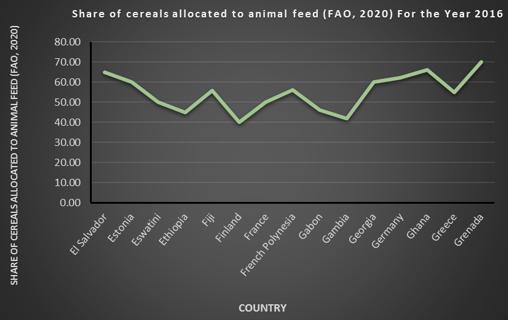 Share of cereals allocated to animal feed (FAO, 2020) For the Year 2016
SHARE OF CEREALS ALLOCATED TO ANIMAL FEED (FAO, 2020)
80.00
70.00
60.00
50.00
40.00
30.00
20.00
10.00
0.00
El Salvador
Estonia
Eswatini
Ethiopia
Fiji
Finland
France
French Polynesia
Gabon
Gambia
Georgia
Germany
Ghana
Greece
Grenada
COUNTRY